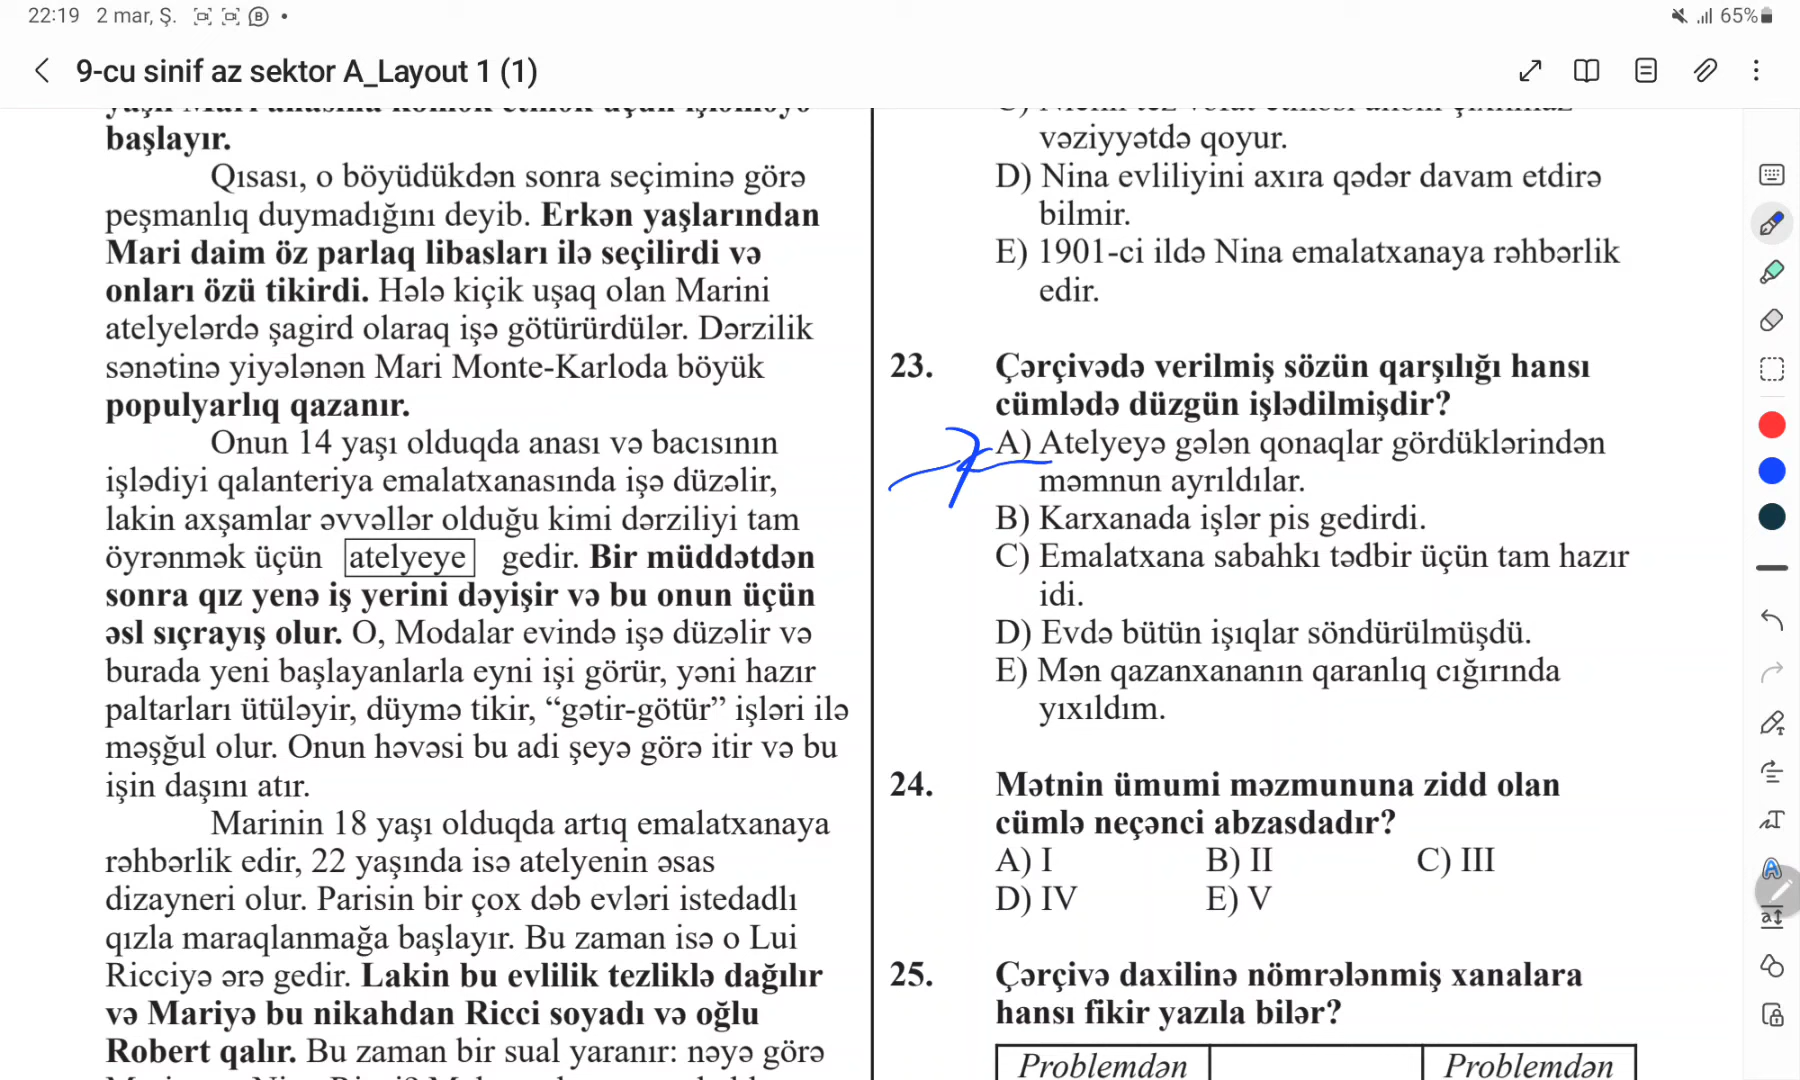 22:19 2 mar, Ş.
65%
9-cu sinif az sektor A_Layout 1 (1)
başlayır.
Qısası, o böyüdükdən sonra seçiminə görə
peşmanlıq duymadığını deyib. Erkən yaşlarından
Mari daim öz parlaq libasları ilə seçilirdi və
onları özü tikirdi. Hələ kiçik uşaq olan Marini
atelyelərdə şagird olaraq işə götürürdülər. Dərzilik
sənətinə yiyələnən Mari Monte-Karloda böyük
populyarlıq qazanır.
Onun 14 yaşı olduqda anası və bacısının
işlədiyi qalanteriya emalatxanasında işə düzəlir,
lakin axşamlar əvvəllər olduğu kimi dərziliyi tam
öyrənmək üçün atelyeye gedir. Bir müddətdən
sonra qız yenə iş yerini dəyişir və bu onun üçün
əsl sıçrayış olur. O, Modalar evində işə düzəlir və
burada yeni başlayanlarla eyni işi görür, yəni hazır
paltarları ütüləyir, düymə tikir, “gətir-götür” işləri ilə
məşğul olur. Onun həvəsi bu adi şeyə görə itir və bu
işin daşını atır.
Marinin 18 yaşı olduqda artıq emalatxanaya
rəhbərlik edir, 22 yaşında isə atelyenin əsas
dizayneri olur. Parisin bir çox dəb evləri istedadlı
qızla maraqlanmağa başlayır. Bu zaman isə o Lui
Ricciyə ərə gedir. Lakin bu evlilik tezliklə dağılır
və Mariyə bu nikahdan Ricci soyadı və oğlu
Robert qalır. Bu zaman bir sual yaranır: nəyə görə
vəziyyətdə qoyur.
D) Nina evliliyini axıra qədər davam etdirə
bilmir.
E) 1901-ci ildə Nina emalatxanaya rəhbərlik
edir.
23. Çərçivədə verilmiş sözün qarşılığı hansı
cümlədə düzgün işlədilmişdir?
A) Atelyeyə gələn qonaqlar gördüklərindən
məmnun ayrıldılar.
B) Karxanada işlər pis gedirdi.
C) Emalatxana sabahkı tədbir üçün tam hazır
idi.
D) Evdə bütün işıqlar söndürülmüşdü.
E) Mən qazanxananın qaranlıq cığırında
yıxıldım.
24. Mətnin ümumi məzmununa zidd olan
cümlə neçənci abzasdadır?
A) I B) II C) III
D) IV E) V
25. Çərçivə daxilinə nömrələnmiş xanalara
hansı fikir yazıla bilər?
Problemdən Problemdən